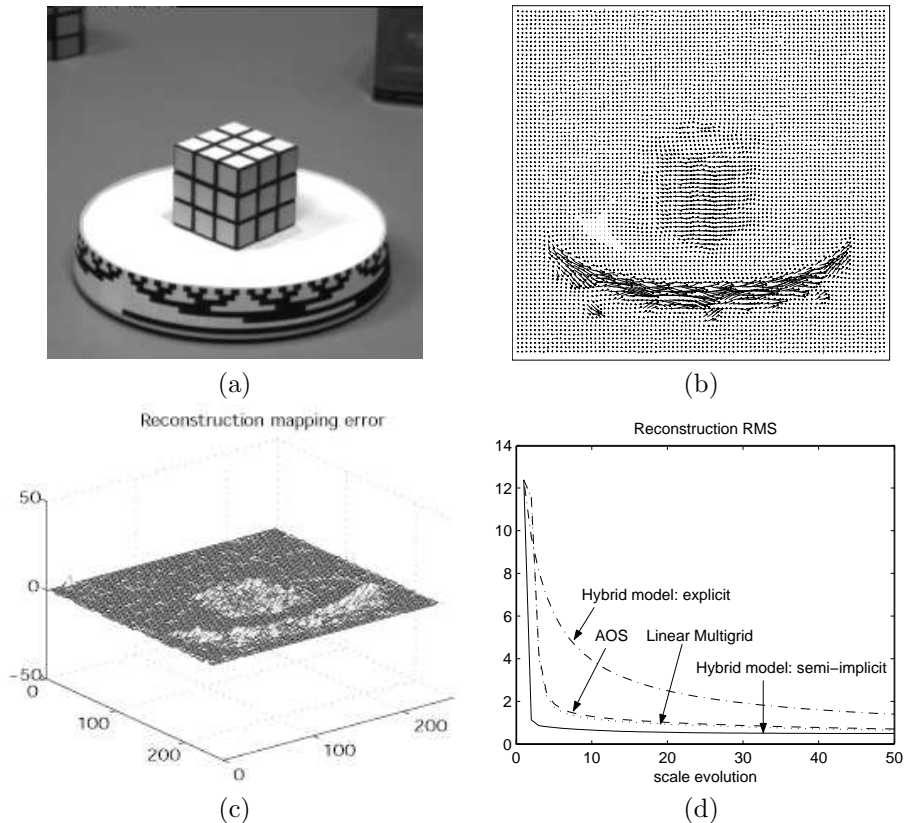 (a)
(b)
Reconstruction mapping error
50
0
−50
0
100
200
0
100
200
(c)
Reconstruction RMS
14
12
10
8
6
4
2
0
0
10
20
30
40
50
Hybrid model: explicit
AOS
Linear Multigrid
Hybrid model: semi−implicit
scale evolution
(d)